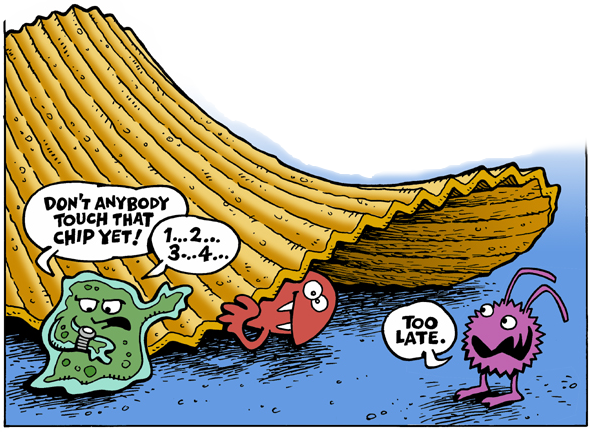 DON'T ANYBODY
TOUCH THAT
CHIP YET!
1...2...
3...4...
TOO
LATE.